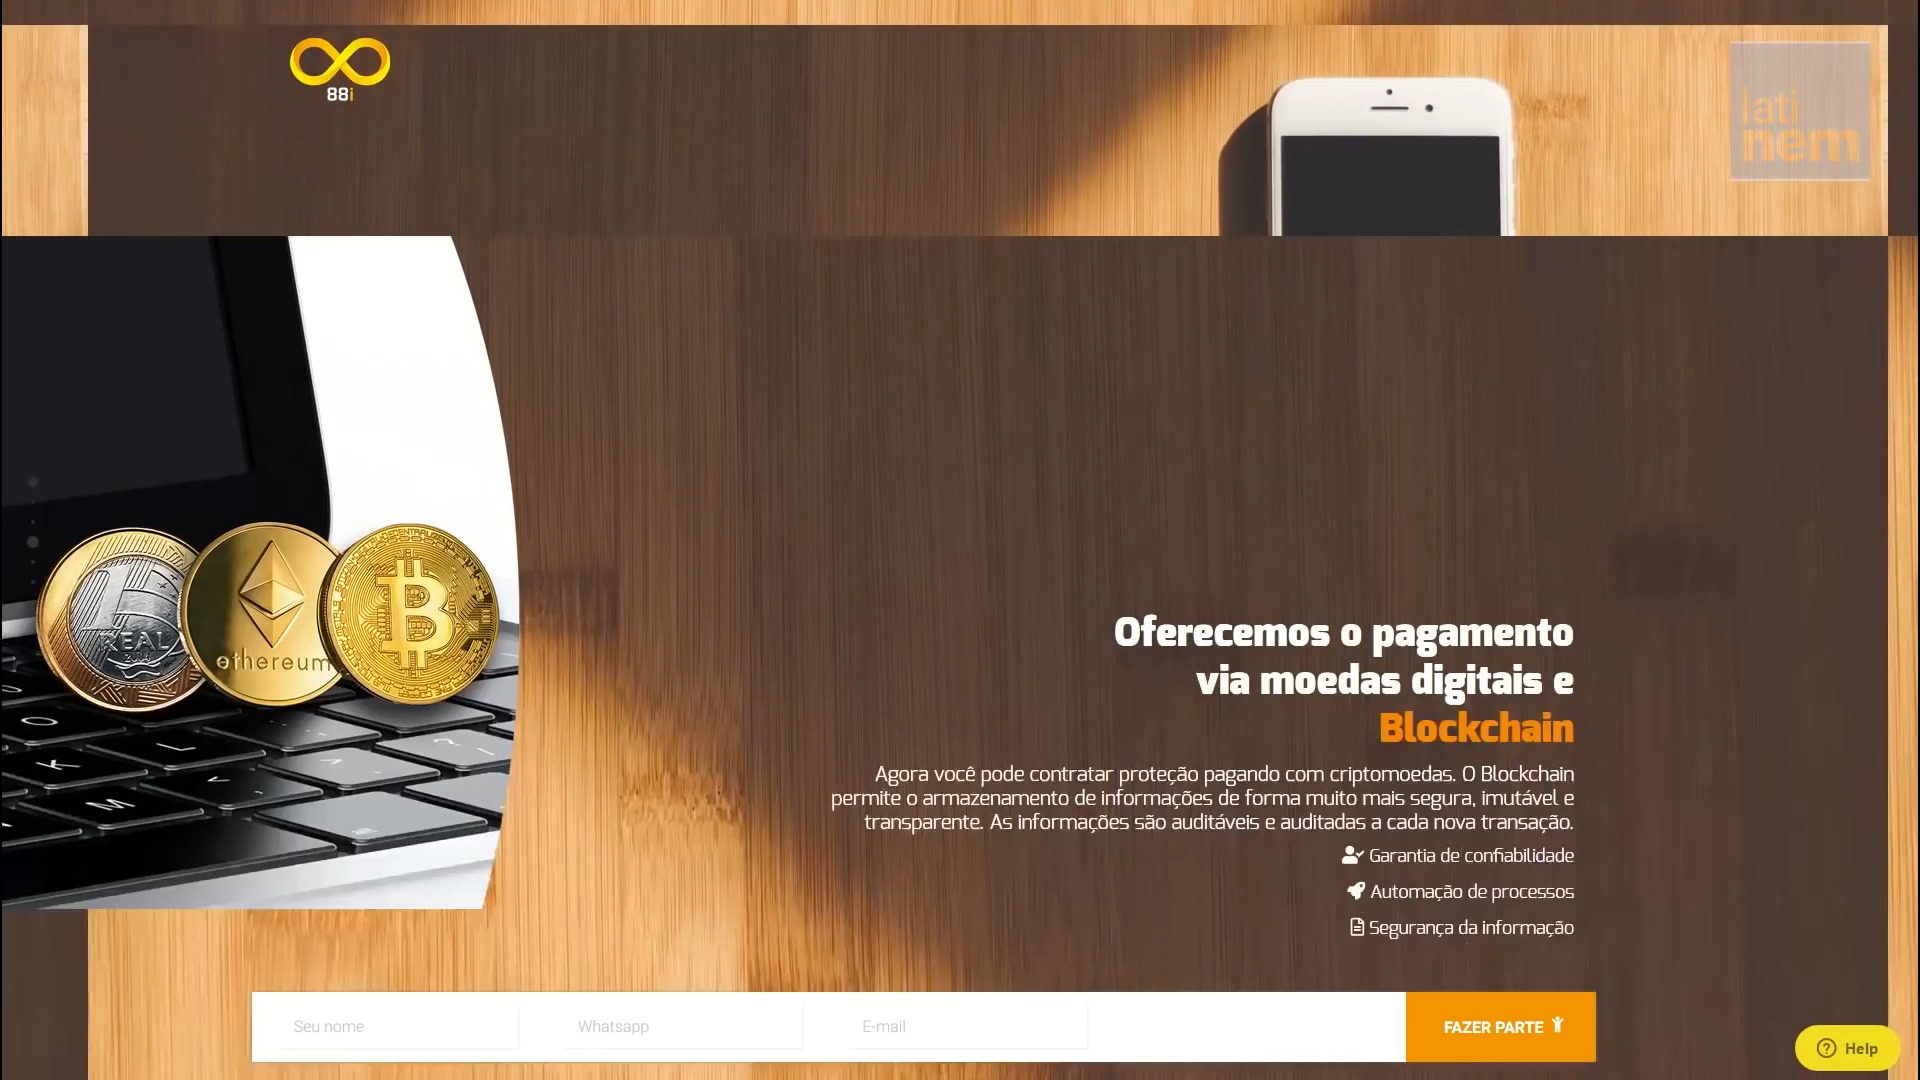 88i
lati
nem
REAL
ethereum
Oferecemos o pagamento
via moedas digitais e
Blockchain
Agora você pode contratar proteção pagando com criptomoedas. O Blockchain
permite o armazenamento de informações de forma muito mais segura, imutável e
transparente. As informações são auditáveis e auditadas a cada nova transação.
Garantia de confiabilidade
Automação de processos
Segurança da informação
Seu nome
Whatsapp
E-mail
FAZER PARTE
Help